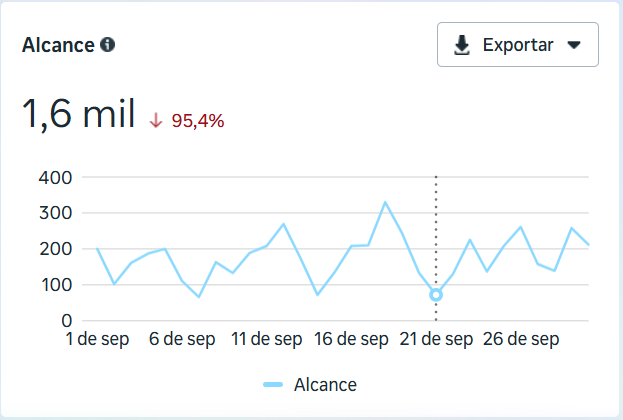 Alcance
Exportar
1,6 mil ↓ 95,4%
400
300
200
100
0
1 de sep 6 de sep 11 de sep 16 de sep 21 de sep 26 de sep
Alcance